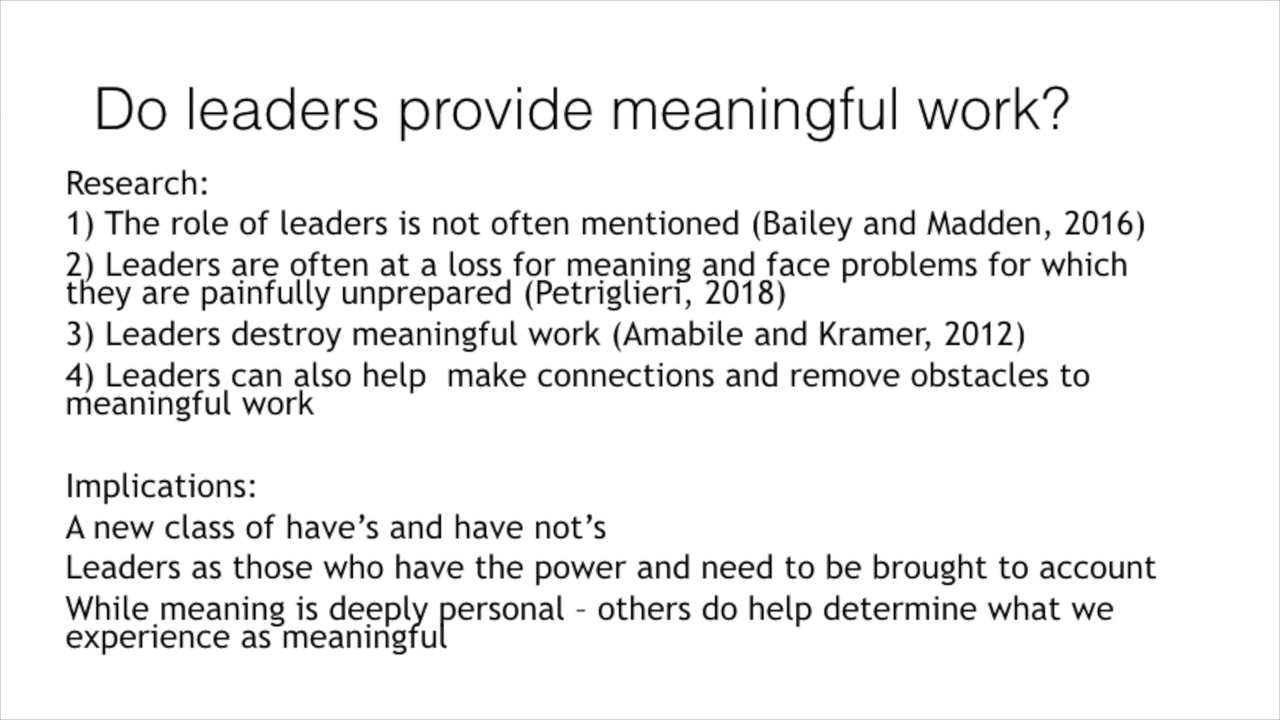 Do leaders provide meaningful work?
Research:
1) The role of leaders is not often mentioned (Bailey and Madden, 2016)
2) Leaders are often at a loss for meaning and face problems for which
they are painfully unprepared (Petriglieri, 2018)
3) Leaders destroy meaningful work (Amabile and Kramer, 2012)
4) Leaders can also help  make connections and remove obstacles to
meaningful work
Implications:
A new class of have’s and have not’s
Leaders as those who have the power and need to be brought to account
While meaning is deeply personal – others do help determine what we
experience as meaningful